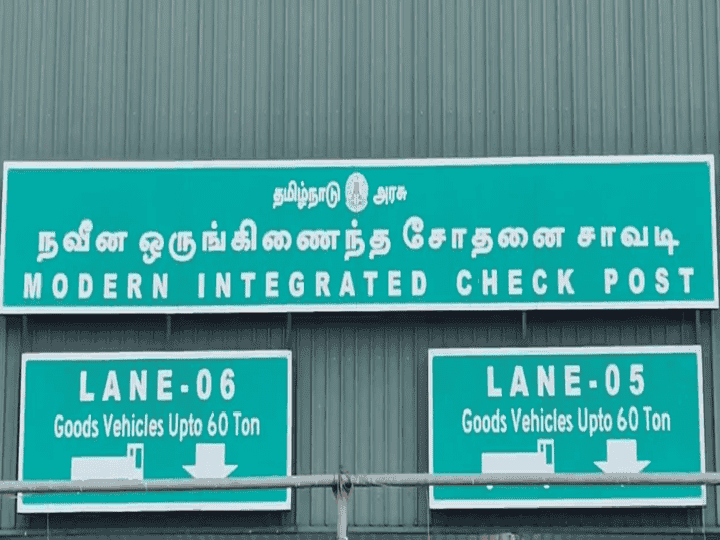 தமிழ்நாடு அரசு
நவீன ஒருங்கிணைந்த சோதனை சாவடி
MODERN INTEGRATED CHECK POST
LANE-06
Goods Vehicles Upto 60 Ton
LANE-05
Goods Vehicles Upto 60 Ton